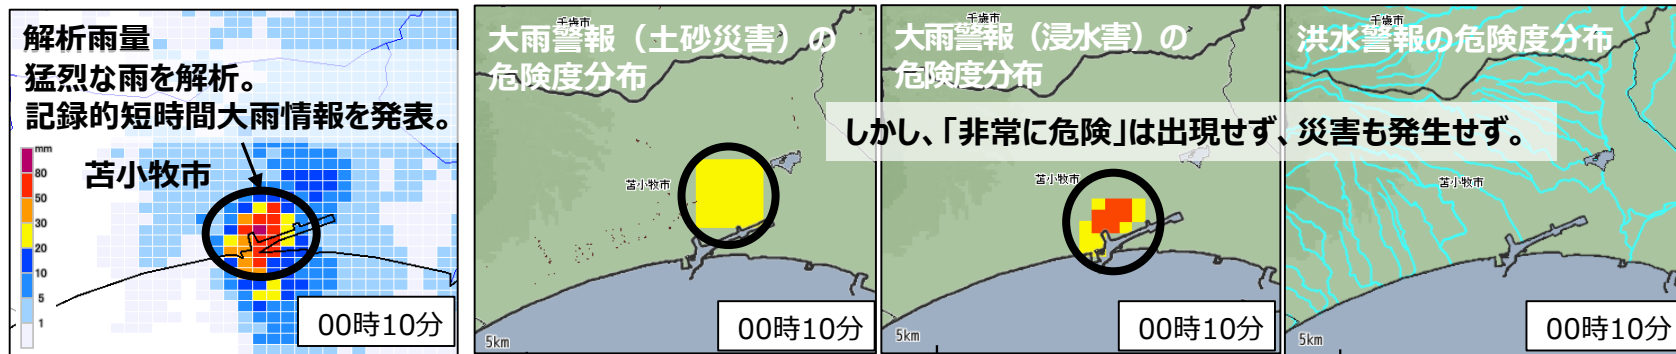 解析雨量
猛烈な雨を解析。
記録的短時間大雨情報を発表。
mm
80
50
30
20
10
5
1
苫小牧市
00時10分
大雨警報（土砂災害）の
危険度分布
千歳市
苫小牧市
5km
00時10分
大雨警報（浸水害）の
危険度分布
千歳市
苫小牧市
5km
00時10分
洪水警報の危険度分布
千歳市
苫小牧市
5km
00時10分
しかし、「非常に危険」は出現せず、災害も発生せず。